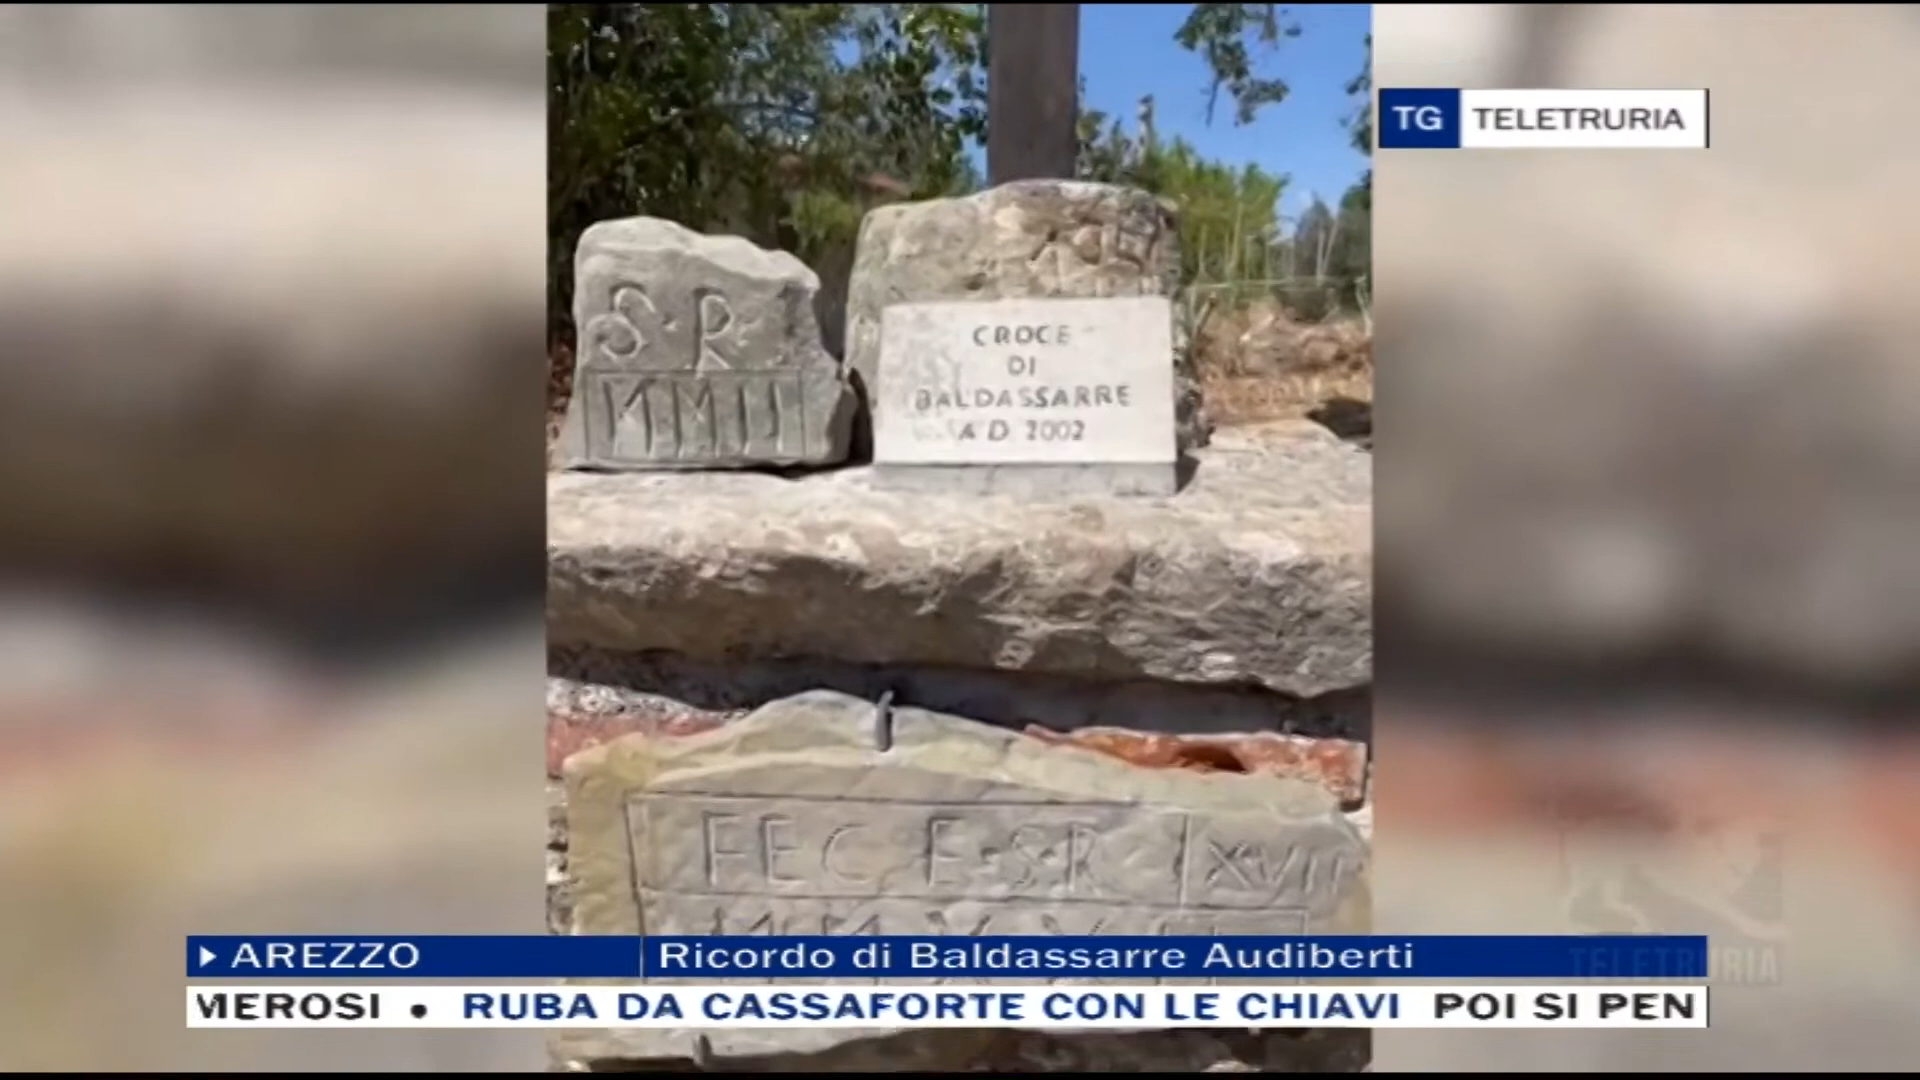 TG TELETRURIA
S·R·
MMII
CROCE
DI
BALDASSARRE
A D 2002
FEC E·S·R· XVII
AREZZO Ricordo di Baldassarre Audiberti
MEROSI • RUBA DA CASSAFORTE CON LE CHIAVI POI SI PEN
TELETRURIA